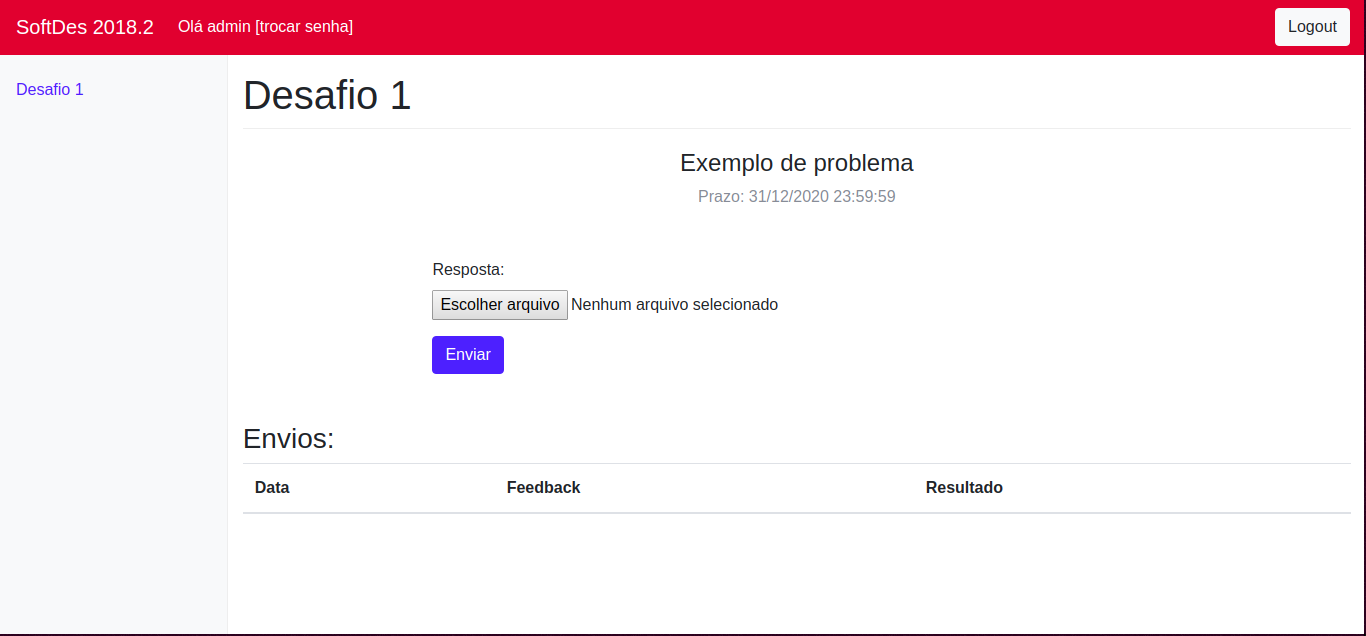 SoftDes 2018.2 Olá admin [trocar senha] Logout
Desafio 1
Desafio 1
Exemplo de problema
Prazo: 31/12/2020 23:59:59
Resposta:
Escolher arquivo Nenhum arquivo selecionado
Enviar
Envios:
Data Feedback Resultado